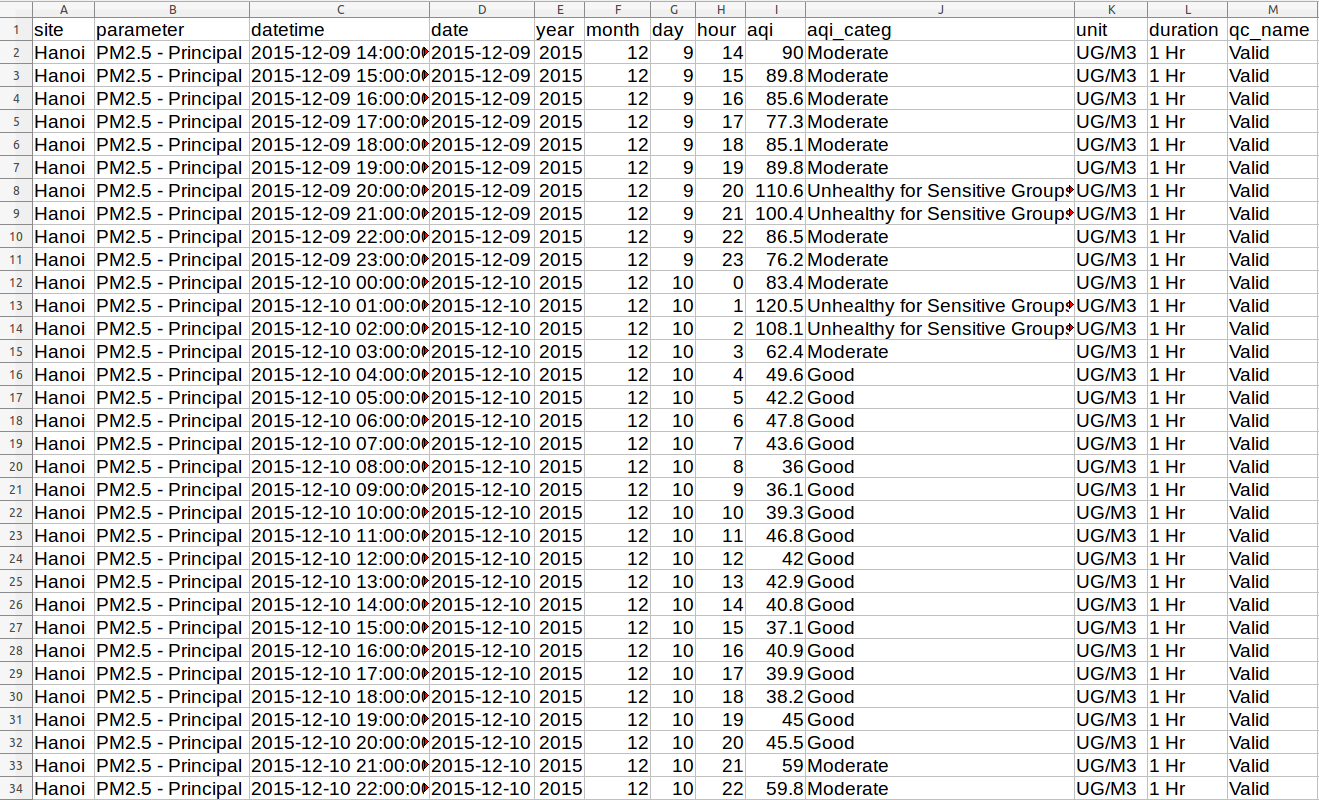 A B C D E F G H I J K L M
1 site parameter datetime date year month day hour aqi aqi_categ unit duration qc_name
2 Hanoi PM2.5 - Principal 2015-12-09 14:00:0 2015-12-09 2015 12 9 14 90 Moderate UG/M3 1 Hr Valid
3 Hanoi PM2.5 - Principal 2015-12-09 15:00:0 2015-12-09 2015 12 9 15 89.8 Moderate UG/M3 1 Hr Valid
4 Hanoi PM2.5 - Principal 2015-12-09 16:00:0 2015-12-09 2015 12 9 16 85.6 Moderate UG/M3 1 Hr Valid
5 Hanoi PM2.5 - Principal 2015-12-09 17:00:0 2015-12-09 2015 12 9 17 77.3 Moderate UG/M3 1 Hr Valid
6 Hanoi PM2.5 - Principal 2015-12-09 18:00:0 2015-12-09 2015 12 9 18 85.1 Moderate UG/M3 1 Hr Valid
7 Hanoi PM2.5 - Principal 2015-12-09 19:00:0 2015-12-09 2015 12 9 19 89.8 Moderate UG/M3 1 Hr Valid
8 Hanoi PM2.5 - Principal 2015-12-09 20:00:0 2015-12-09 2015 12 9 20 110.6 Unhealthy for Sensitive Groups UG/M3 1 Hr Valid
9 Hanoi PM2.5 - Principal 2015-12-09 21:00:0 2015-12-09 2015 12 9 21 100.4 Unhealthy for Sensitive Groups UG/M3 1 Hr Valid
10 Hanoi PM2.5 - Principal 2015-12-09 22:00:0 2015-12-09 2015 12 9 22 86.5 Moderate UG/M3 1 Hr Valid
11 Hanoi PM2.5 - Principal 2015-12-09 23:00:0 2015-12-09 2015 12 9 23 76.2 Moderate UG/M3 1 Hr Valid
12 Hanoi PM2.5 - Principal 2015-12-10 00:00:0 2015-12-10 2015 12 10 0 83.4 Moderate UG/M3 1 Hr Valid
13 Hanoi PM2.5 - Principal 2015-12-10 01:00:0 2015-12-10 2015 12 10 1 120.5 Unhealthy for Sensitive Groups UG/M3 1 Hr Valid
14 Hanoi PM2.5 - Principal 2015-12-10 02:00:0 2015-12-10 2015 12 10 2 108.1 Unhealthy for Sensitive Groups UG/M3 1 Hr Valid
15 Hanoi PM2.5 - Principal 2015-12-10 03:00:0 2015-12-10 2015 12 10 3 62.4 Moderate UG/M3 1 Hr Valid
16 Hanoi PM2.5 - Principal 2015-12-10 04:00:0 2015-12-10 2015 12 10 4 49.6 Good UG/M3 1 Hr Valid
17 Hanoi PM2.5 - Principal 2015-12-10 05:00:0 2015-12-10 2015 12 10 5 42.2 Good UG/M3 1 Hr Valid
18 Hanoi PM2.5 - Principal 2015-12-10 06:00:0 2015-12-10 2015 12 10 6 47.8 Good UG/M3 1 Hr Valid
19 Hanoi PM2.5 - Principal 2015-12-10 07:00:0 2015-12-10 2015 12 10 7 43.6 Good UG/M3 1 Hr Valid
20 Hanoi PM2.5 - Principal 2015-12-10 08:00:0 2015-12-10 2015 12 10 8 36 Good UG/M3 1 Hr Valid
21 Hanoi PM2.5 - Principal 2015-12-10 09:00:0 2015-12-10 2015 12 10 9 36.1 Good UG/M3 1 Hr Valid
22 Hanoi PM2.5 - Principal 2015-12-10 10:00:0 2015-12-10 2015 12 10 10 39.3 Good UG/M3 1 Hr Valid
23 Hanoi PM2.5 - Principal 2015-12-10 11:00:0 2015-12-10 2015 12 10 11 46.8 Good UG/M3 1 Hr Valid
24 Hanoi PM2.5 - Principal 2015-12-10 12:00:0 2015-12-10 2015 12 10 12 42 Good UG/M3 1 Hr Valid
25 Hanoi PM2.5 - Principal 2015-12-10 13:00:0 2015-12-10 2015 12 10 13 42.9 Good UG/M3 1 Hr Valid
26 Hanoi PM2.5 - Principal 2015-12-10 14:00:0 2015-12-10 2015 12 10 14 40.8 Good UG/M3 1 Hr Valid
27 Hanoi PM2.5 - Principal 2015-12-10 15:00:0 2015-12-10 2015 12 10 15 37.1 Good UG/M3 1 Hr Valid
28 Hanoi PM2.5 - Principal 2015-12-10 16:00:0 2015-12-10 2015 12 10 16 40.9 Good UG/M3 1 Hr Valid
29 Hanoi PM2.5 - Principal 2015-12-10 17:00:0 2015-12-10 2015 12 10 17 39.9 Good UG/M3 1 Hr Valid
30 Hanoi PM2.5 - Principal 2015-12-10 18:00:0 2015-12-10 2015 12 10 18 38.2 Good UG/M3 1 Hr Valid
31 Hanoi PM2.5 - Principal 2015-12-10 19:00:0 2015-12-10 2015 12 10 19 45 Good UG/M3 1 Hr Valid
32 Hanoi PM2.5 - Principal 2015-12-10 20:00:0 2015-12-10 2015 12 10 20 45.5 Good UG/M3 1 Hr Valid
33 Hanoi PM2.5 - Principal 2015-12-10 21:00:0 2015-12-10 2015 12 10 21 59 Moderate UG/M3 1 Hr Valid
34 Hanoi PM2.5 - Principal 2015-12-10 22:00:0 2015-12-10 2015 12 10 22 59.8 Moderate UG/M3 1 Hr Valid